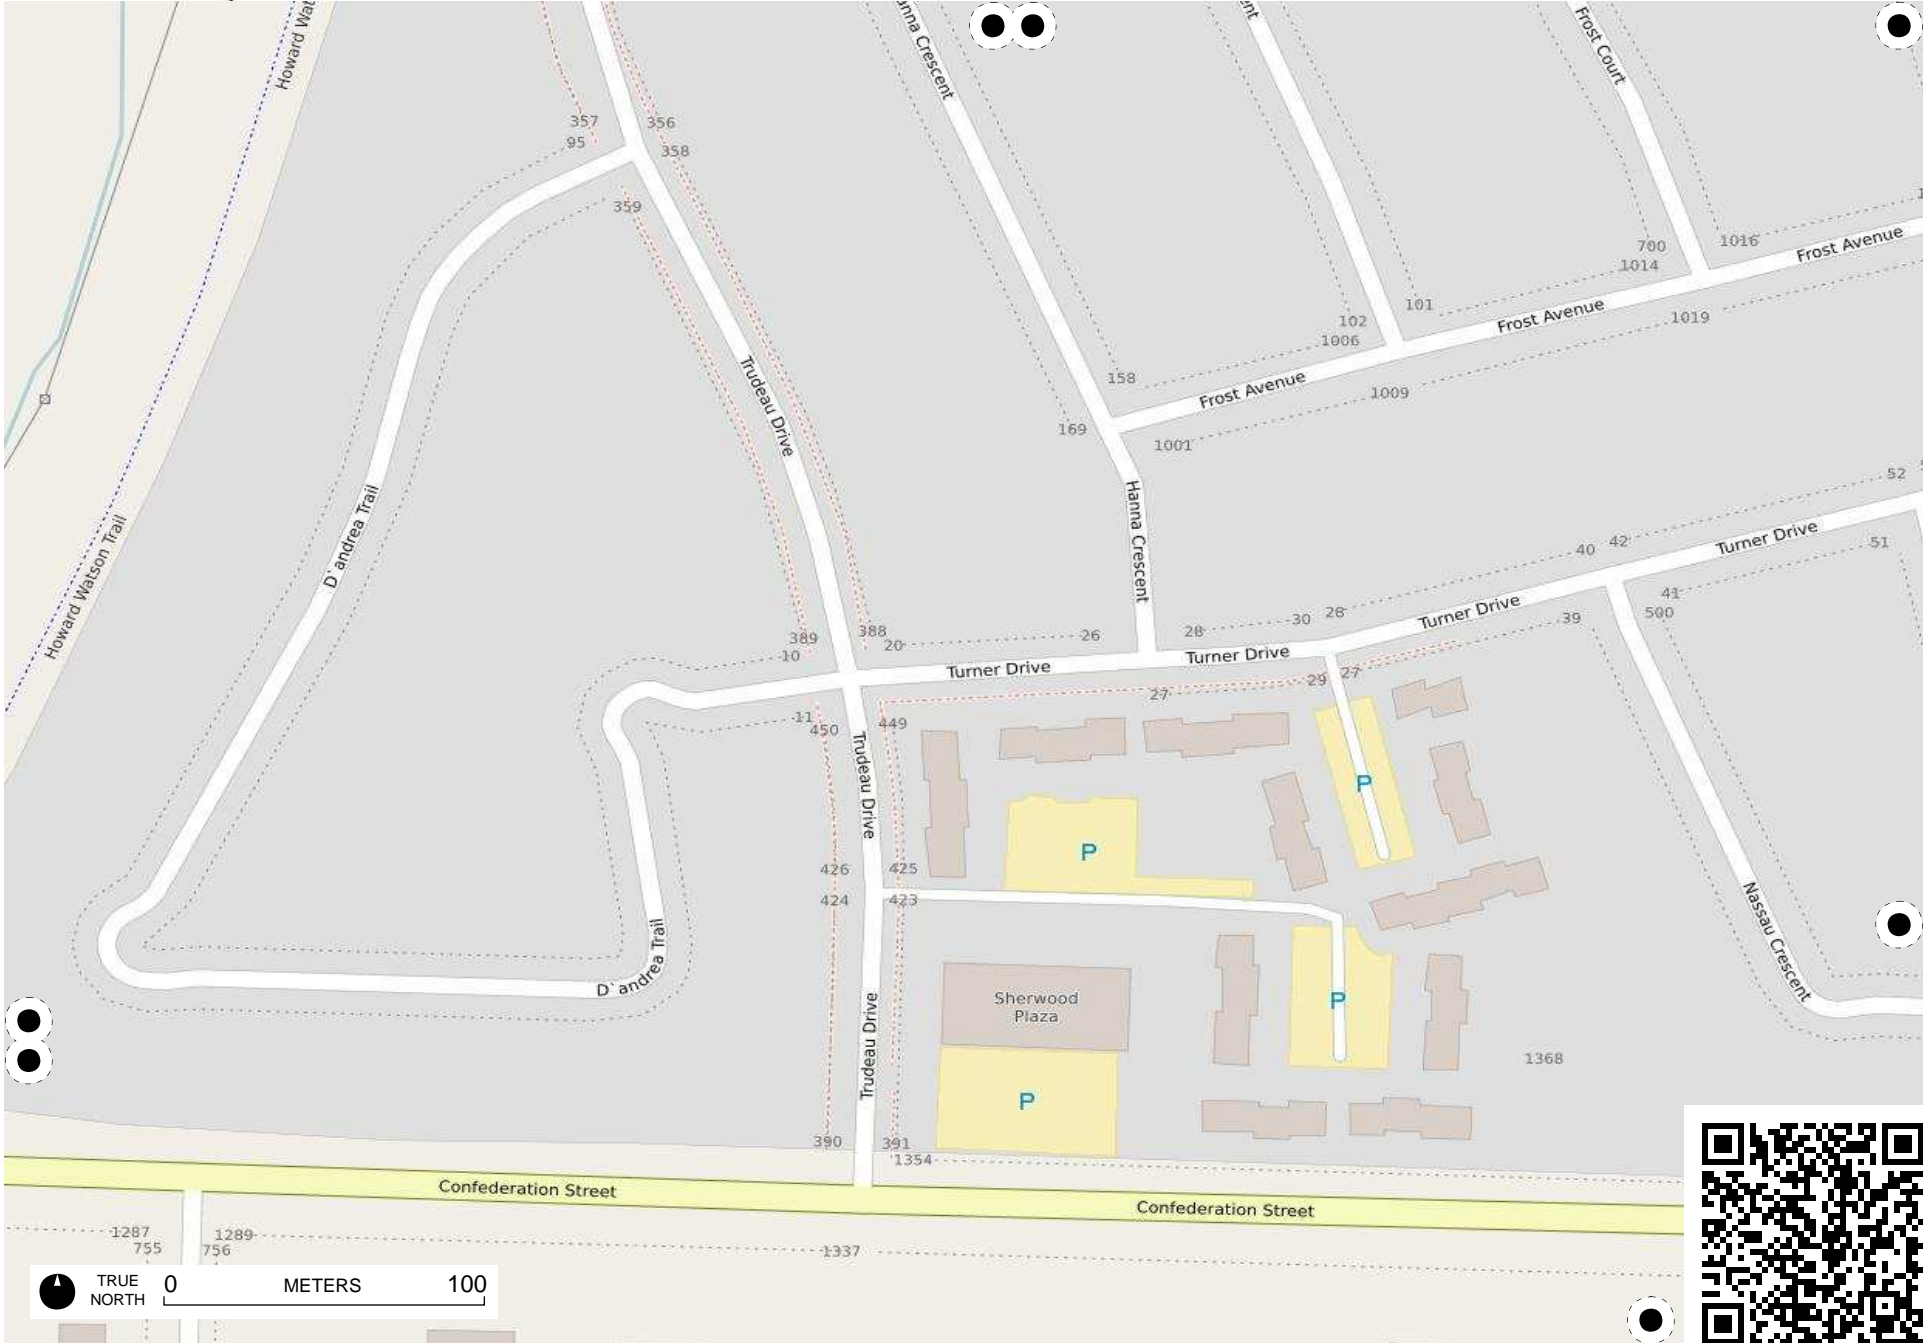 Howard Wat
anna Crescent
ent
Frost Court
357
356
95
358
359
700
1016
Frost Avenue
1014
101
102
Frost Avenue
1019
1006
158
Frost Avenue
1009
169
1001
Trudeau Drive
Hanna Crescent
D`andrea Trail
Howard Watson Trail
52
40
42
Turner Drive
51
41
500
Turner Drive
39
389
388
20
26
28
30
28
10
Turner Drive
Turner Drive
27
29
27
11
450
449
Trudeau Drive
P
P
426
425
424
423
Nassau Crescent
D`andrea Trail
Sherwood
Plaza
P
Trudeau Drive
1368
P
390
391
1354
Confederation Street
Confederation Street
1287
1289
755
756
1337
TRUE
NORTH
0
METERS
100